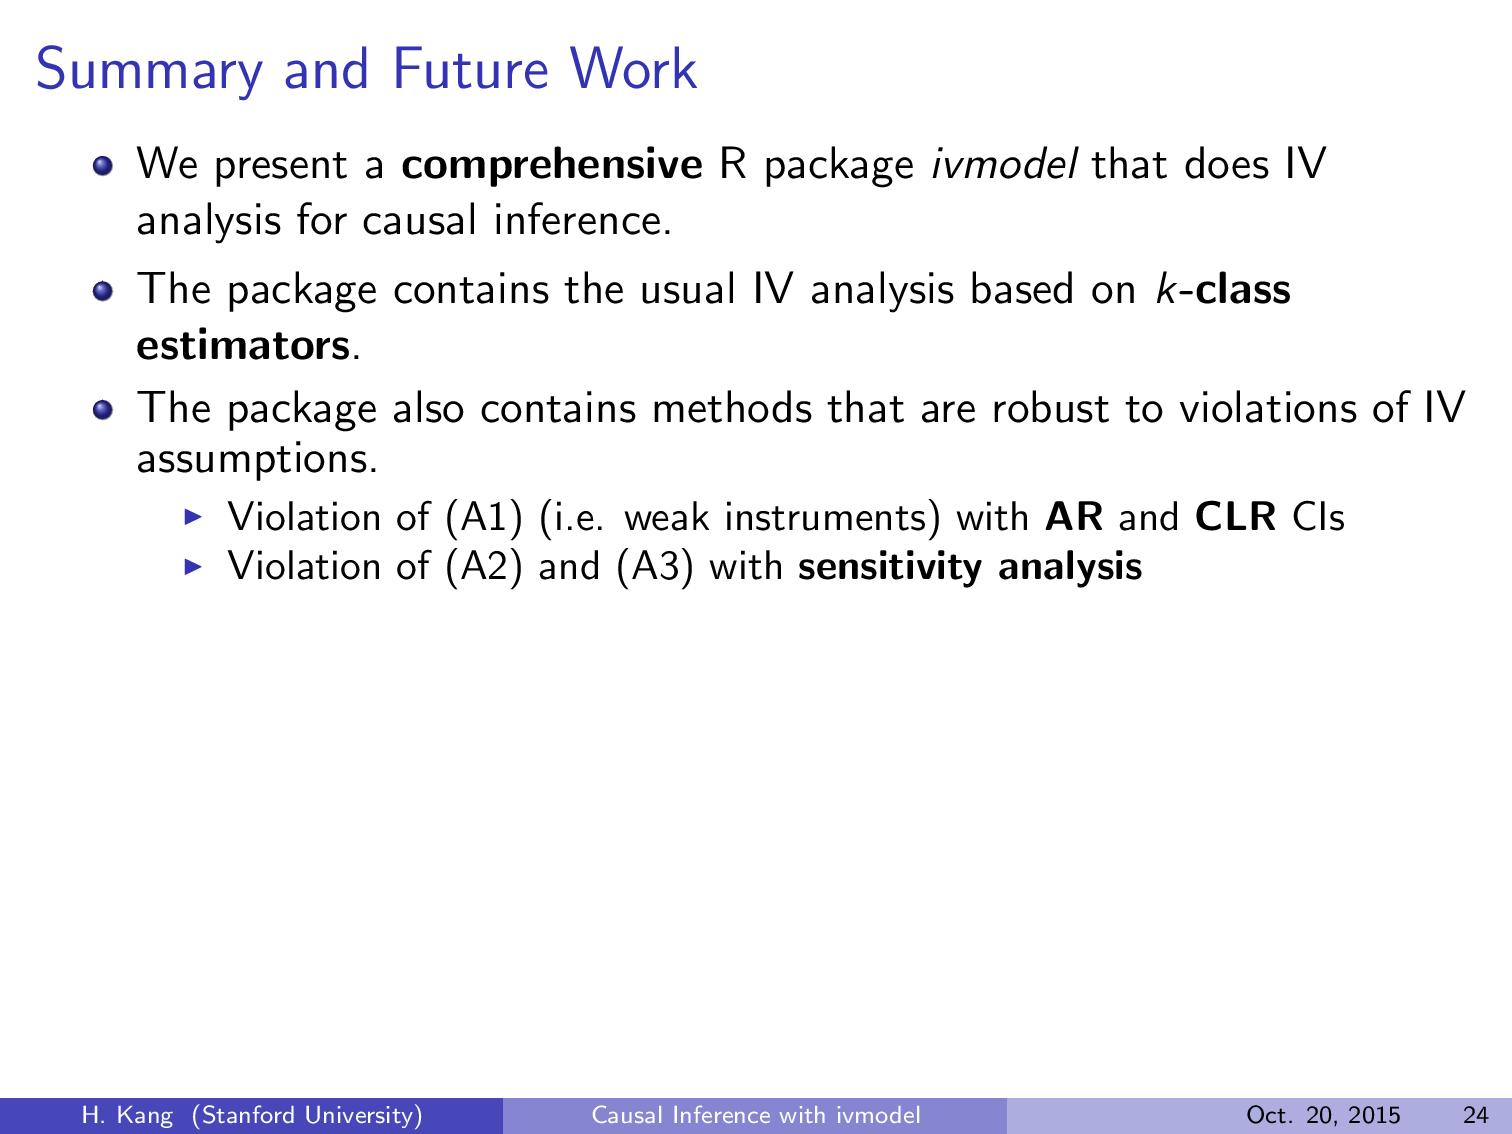 Summary and Future Work
We present a comprehensive R package ivmodel that does IV
analysis for causal inference.
The package contains the usual IV analysis based on k-class
estimators.
The package also contains methods that are robust to violations of IV
assumptions.
Violation of (A1) (i.e. weak instruments) with AR and CLR CIs
Violation of (A2) and (A3) with sensitivity analysis
H. Kang (Stanford University) Causal Inference with ivmodel Oct. 20, 2015 24